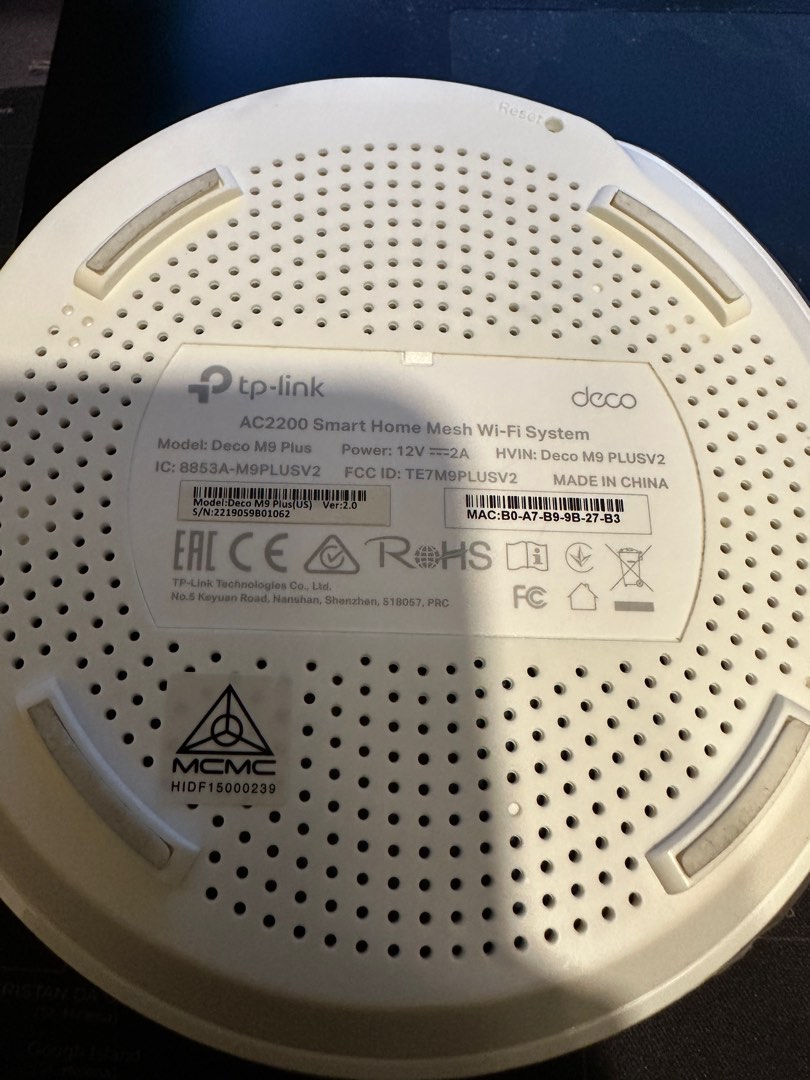 Reset
tp-link
deco
AC2200 Smart Home Mesh Wi-Fi System
Model: Deco M9 Plus Power: 12V⎓2A HVIN: Deco M9 PLUSV2
IC: 8853A-M9PLUSV2 FCC ID: TE7M9PLUSV2 MADE IN CHINA
Model:Deco M9 Plus(US) Ver:2.0
S/N:2219059B01062
MAC:B0-A7-B9-9B-27-B3
EAC CE RoHS
FC
TP-Link Technologies Co., Ltd.
No.5 Keyuan Road, Nanshan, Shenzhen, 518057, PRC
MCMC
HIDF15000239